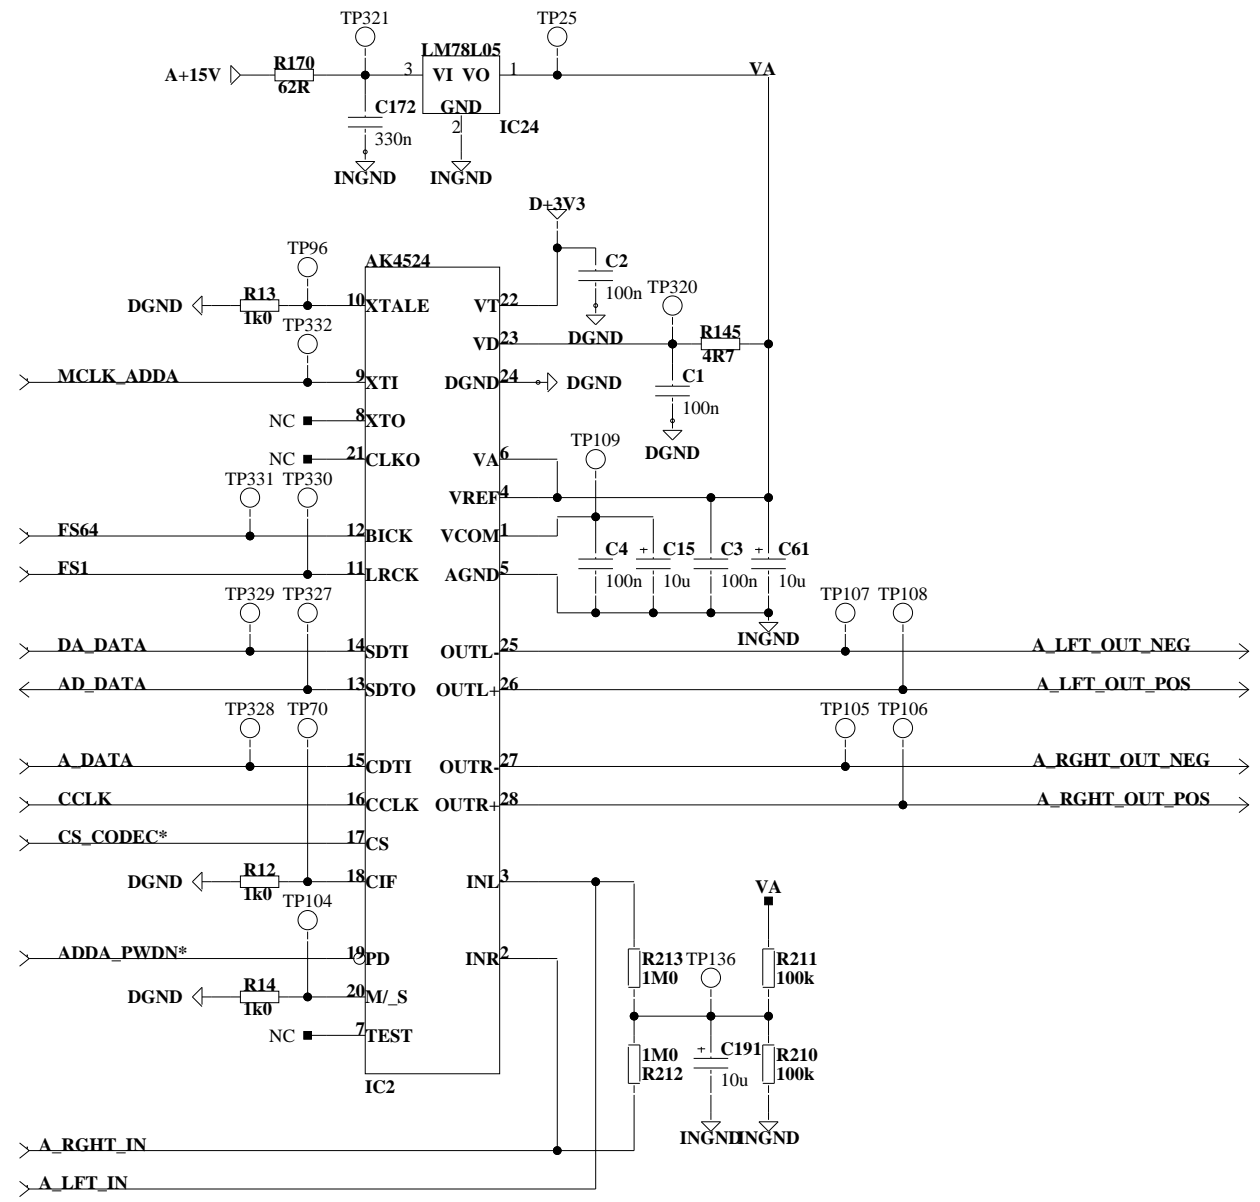 TP321 TP25
R170 LM78L05
A+15V 3 VI VO 1 VA
62R
C172 GND
330n 2 IC24
INGND INGND
D+3V3
TP96 AK4524 C2
100n TP320
DGND R13 10 XTALE VT 22
1k0
TP332 DGND R145
VD 23 4R7
MCLK_ADDA 9 XTI DGND 24 DGND C1
100n
NC 8 XTO TP109
DGND
NC 21 CLKO VA 6
TP331 TP330
VREF 4
FS64 12 BICK VCOM 1 C4 C15 C3 C61
+ +
FS1 11 LRCK AGND 5 100n 10u 100n 10u
TP329 TP327 TP107 TP108
INGND
DA_DATA 14 SDTI OUTL- 25 A_LFT_OUT_NEG
AD_DATA 13 SDTO OUTL+ 26 A_LFT_OUT_POS
TP328 TP70 TP105 TP106
A_DATA 15 CDTI OUTR- 27 A_RGHT_OUT_NEG
CCLK 16 CCLK OUTR+ 28 A_RGHT_OUT_POS
CS_CODEC* 17 CS
DGND R12 18 CIF INL 3 VA
1k0
TP104
ADDA_PWDN* 19 PD INR 2 R213 TP136 R211
1M0 100k
DGND R14 20 M/_S
1k0
NC 7 TEST
1M0 + C191 R210
R212 10u 100k
IC2
INGND INGND
A_RGHT_IN
A_LFT_IN